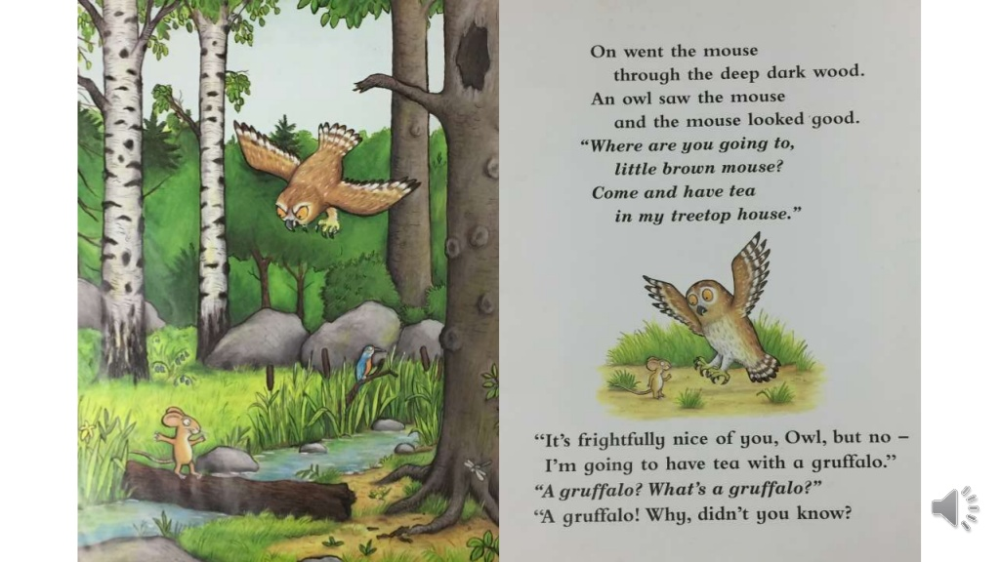 On went the mouse
through the deep dark wood.
An owl saw the mouse
and the mouse looked good.
“Where are you going to,
little brown mouse?
Come and have tea
in my treetop house.”
“It’s frightfully nice of you, Owl, but no –
I’m going to have tea with a gruffalo.”
“A gruffalo? What’s a gruffalo?”
“A gruffalo! Why, didn’t you know?